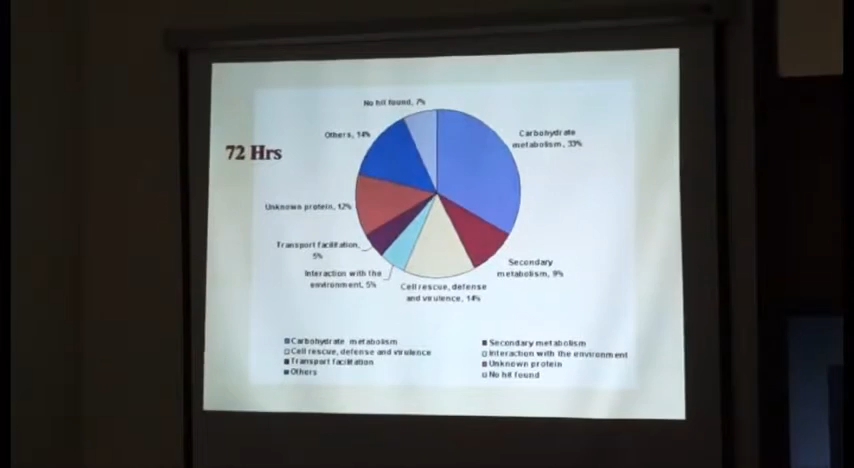 No hit found, 7%
Carbohydrate
metabolism, 33%
Others, 14%
72 Hrs
Unknown protein, 12%
Transport facilitation,
5%
Interaction with the
environment, 5%
Secondary
metabolism, 9%
Cell rescue, defense
and virulence, 14%
Carbohydrate metabolism
Secondary metabolism
Cell rescue, defense and virulence
Interaction with the environment
Transport facilitation
Unknown protein
Others
No hit found